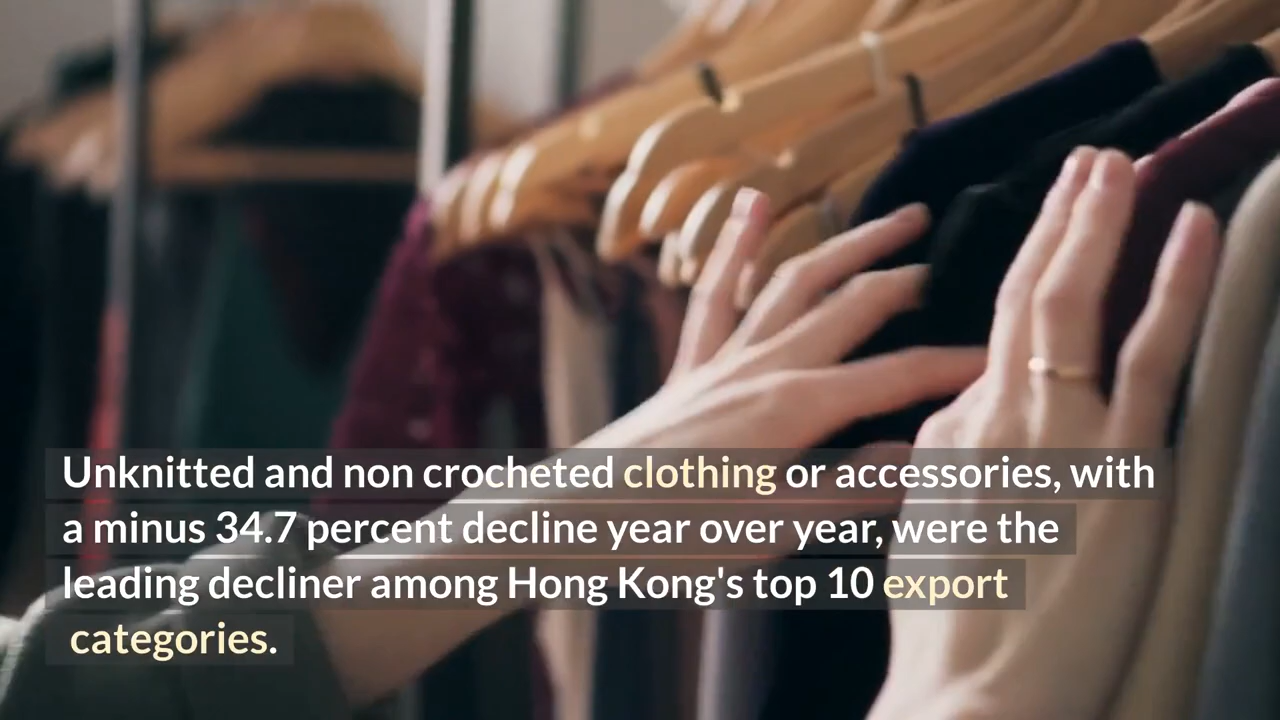 Unknitted and non crocheted clothing or accessories, with
a minus 34.7 percent decline year over year, were the
leading decliner among Hong Kong's top 10 export
categories.